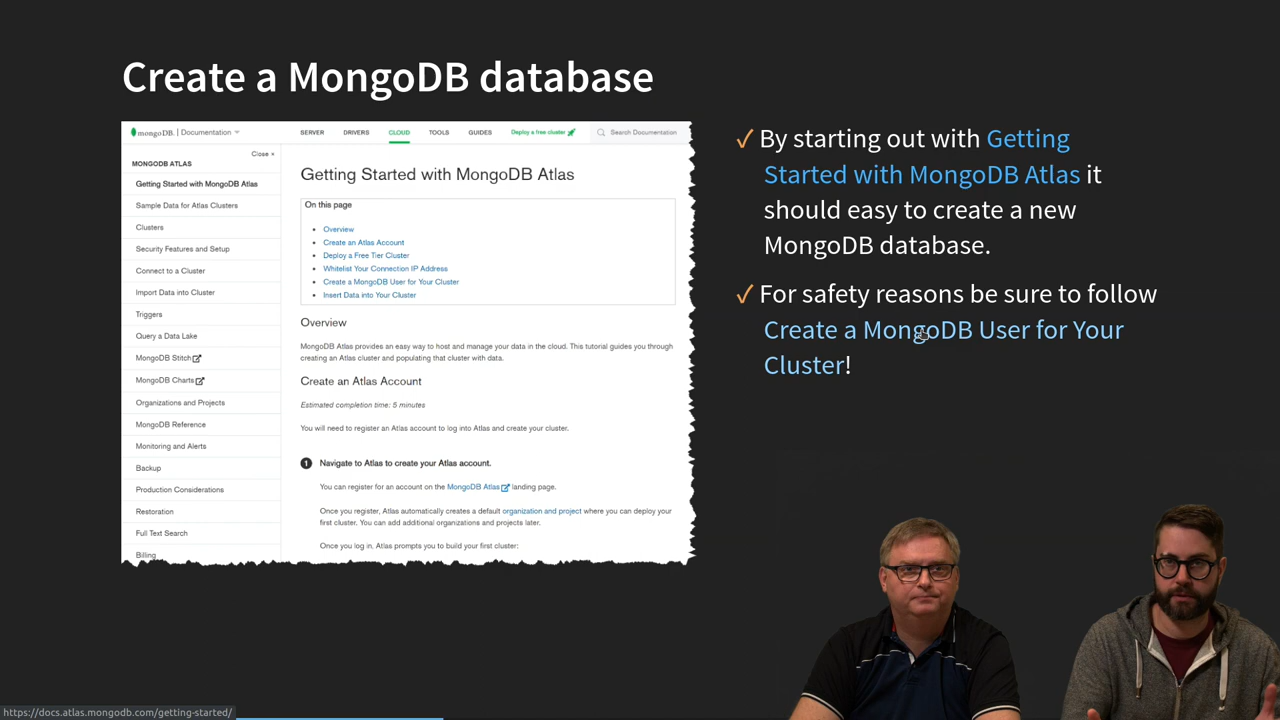 Create a MongoDB database
mongoDB. | Documentation
SERVER DRIVERS CLOUD TOOLS GUIDES Deploy a free cluster Search Documentation
Close ×
MONGODB ATLAS
Getting Started with MongoDB Atlas
Sample Data for Atlas Clusters
Clusters
Security Features and Setup
Connect to a Cluster
Import Data into Cluster
Triggers
Query a Data Lake
MongoDB Stitch
MongoDB Charts
Organizations and Projects
MongoDB Reference
Monitoring and Alerts
Backup
Production Considerations
Restoration
Full Text Search
Billing
Getting Started with MongoDB Atlas
On this page
• Overview
• Create an Atlas Account
• Deploy a Free Tier Cluster
• Whitelist Your Connection IP Address
• Create a MongoDB User for Your Cluster
• Insert Data into Your Cluster
Overview
MongoDB Atlas provides an easy way to host and manage your data in the cloud. This tutorial guides you through
creating an Atlas cluster and populating that cluster with data.
Create an Atlas Account
Estimated completion time: 5 minutes
You will need to register an Atlas account to log into Atlas and create your cluster.
1 Navigate to Atlas to create your Atlas account.
You can register for an account on the MongoDB Atlas landing page.
Once you register, Atlas automatically creates a default organization and project where you can deploy your
first cluster. You can add additional organizations and projects later.
Once you log in, Atlas prompts you to build your first cluster:
✓ By starting out with Getting
Started with MongoDB Atlas it
should easy to create a new
MongoDB database.
✓ For safety reasons be sure to follow
Create a MongoDB User for Your
Cluster!
https://docs.atlas.mongodb.com/getting-started/